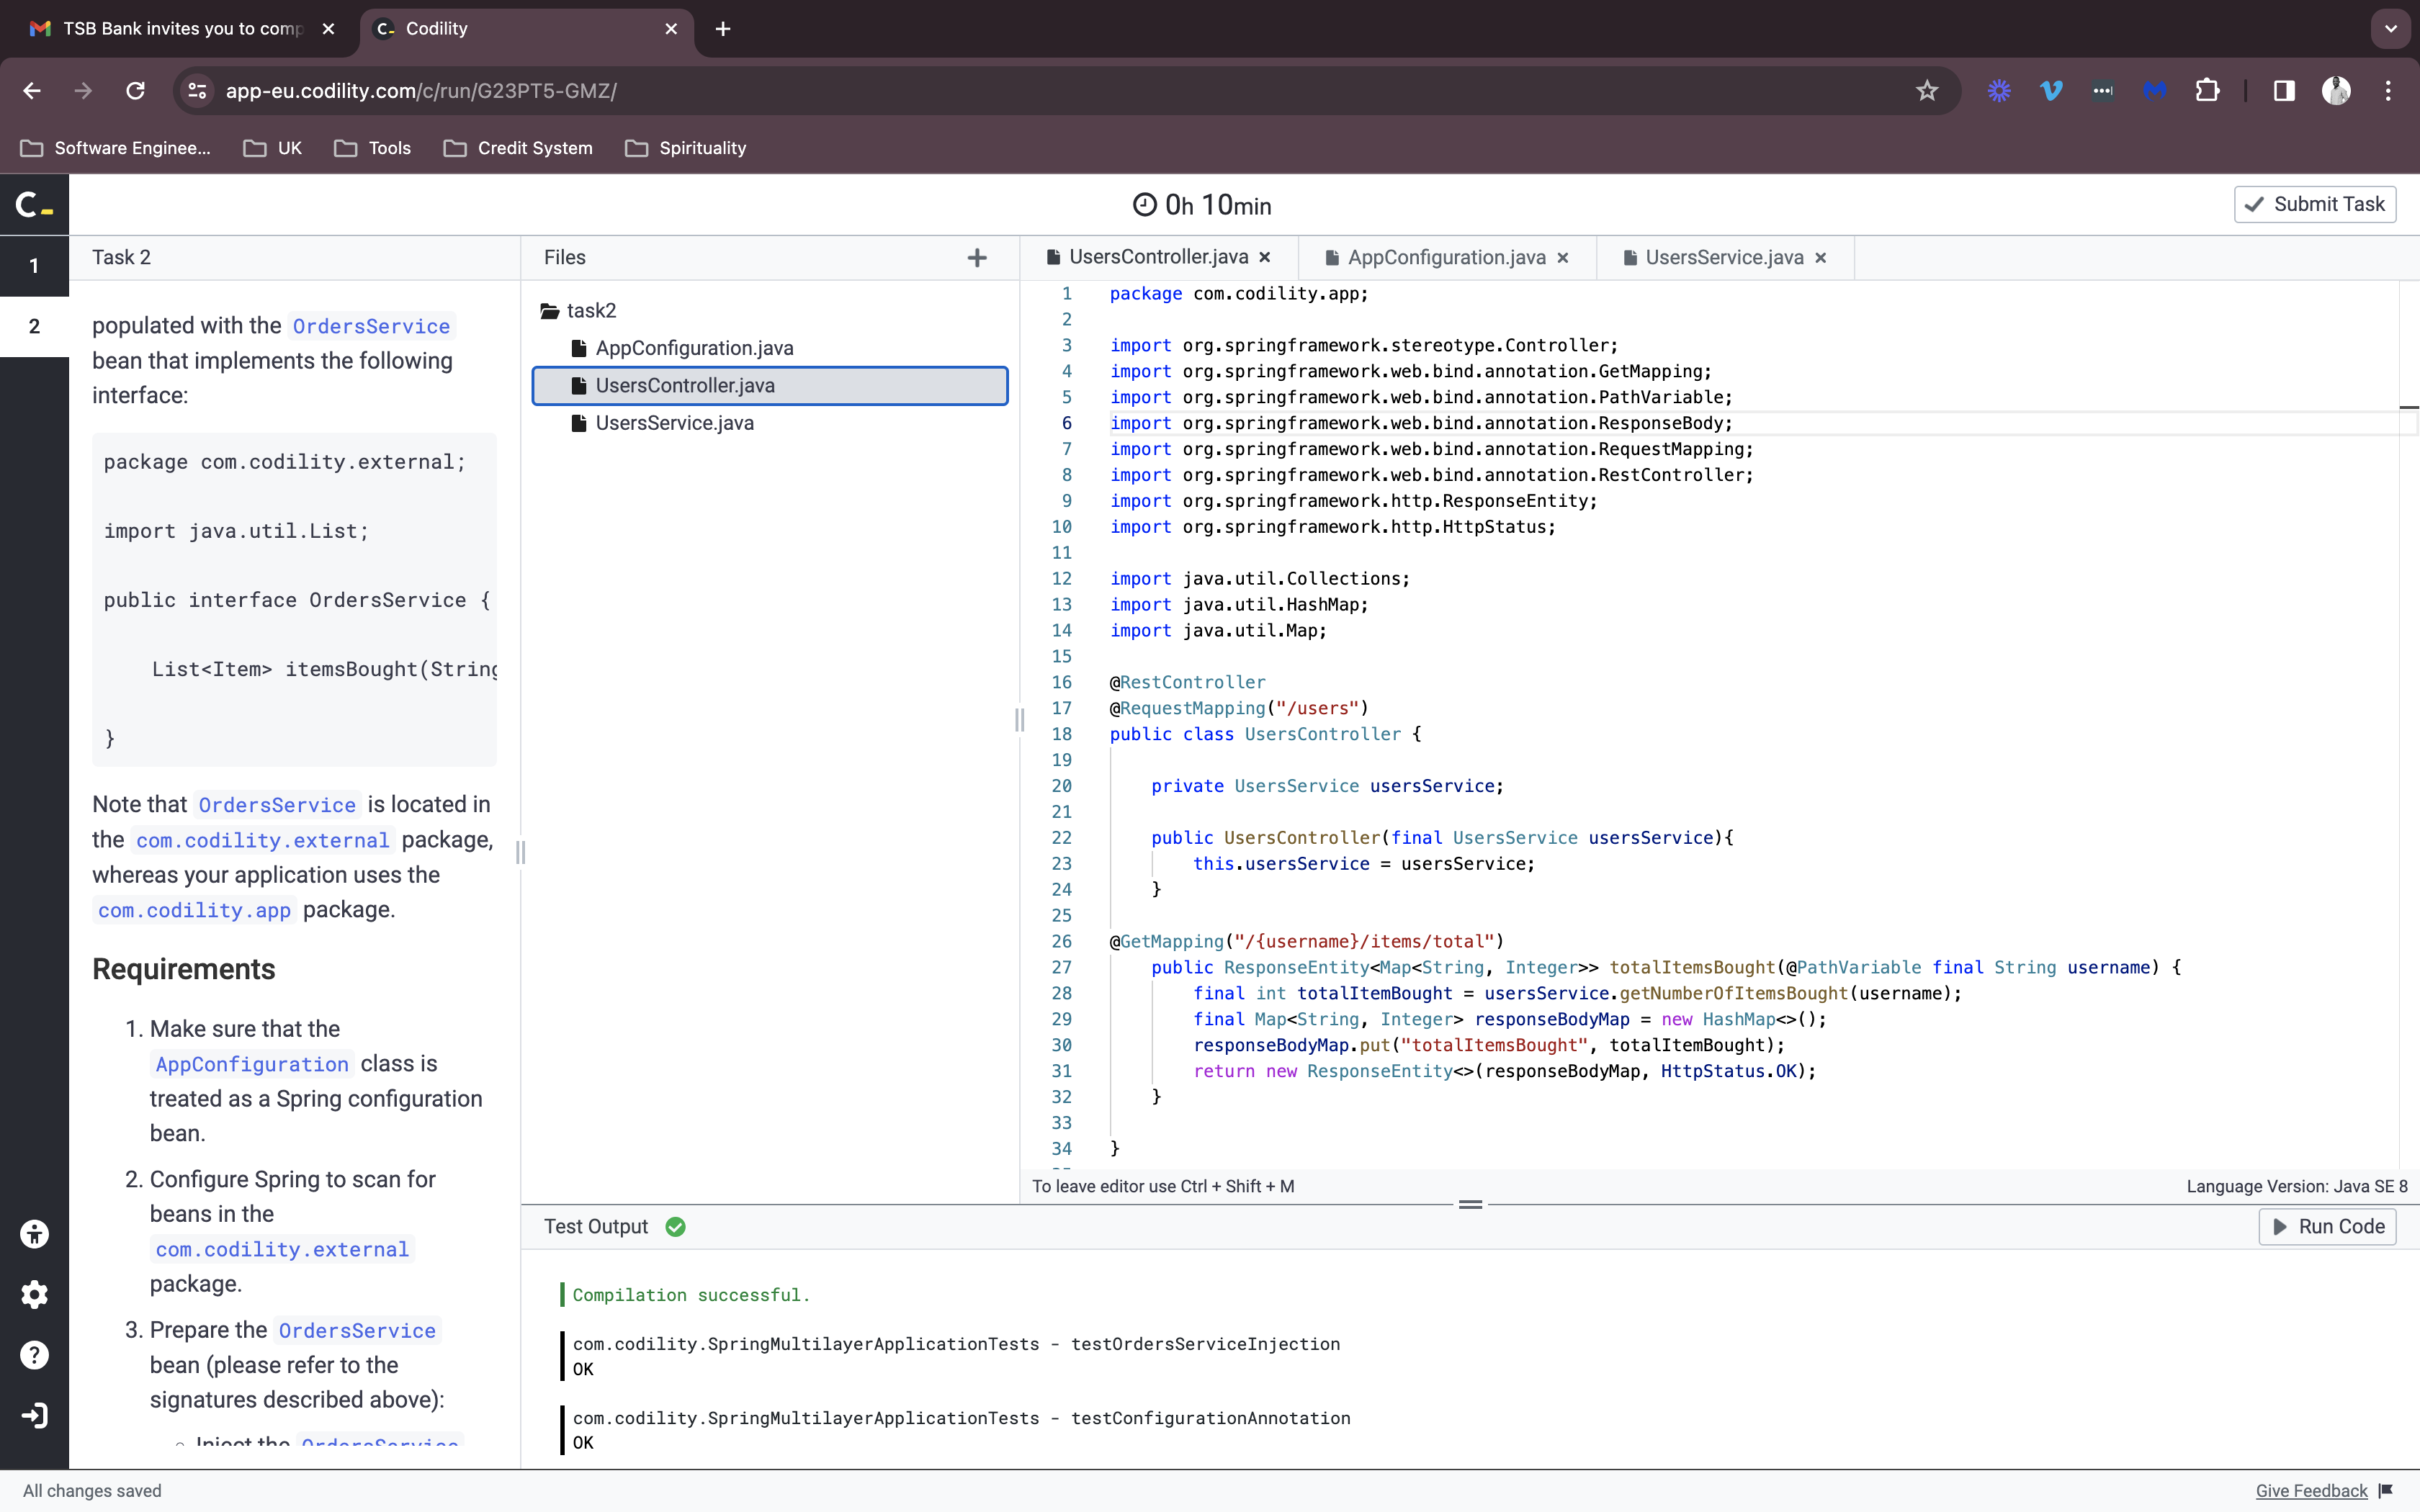 TSB Bank invites you to comp
Codility
app-eu.codility.com/c/run/G23PT5-GMZ/
Software Enginee...
UK
Tools
Credit System
Spirituality
0h 10min
Submit Task
1
2
Task 2
populated with the OrdersService
bean that implements the following
interface:
package com.codility.external;
import java.util.List;
public interface OrdersService {
List<Item> itemsBought(String
}
Note that OrdersService is located in
the com.codility.external package,
whereas your application uses the
com.codility.app package.
Requirements
1. Make sure that the
AppConfiguration class is
treated as a Spring configuration
bean.
2. Configure Spring to scan for
beans in the
com.codility.external
package.
3. Prepare the OrdersService
bean (please refer to the
signatures described above):
Inject the OrdersService
Files
task2
AppConfiguration.java
UsersController.java
UsersService.java
UsersController.java
AppConfiguration.java
UsersService.java
1 package com.codility.app;
2
3 import org.springframework.stereotype.Controller;
4 import org.springframework.web.bind.annotation.GetMapping;
5 import org.springframework.web.bind.annotation.PathVariable;
6 import org.springframework.web.bind.annotation.ResponseBody;
7 import org.springframework.web.bind.annotation.RequestMapping;
8 import org.springframework.web.bind.annotation.RestController;
9 import org.springframework.http.ResponseEntity;
10 import org.springframework.http.HttpStatus;
11
12 import java.util.Collections;
13 import java.util.HashMap;
14 import java.util.Map;
15
16 @RestController
17 @RequestMapping("/users")
18 public class UsersController {
19
20 private UsersService usersService;
21
22 public UsersController(final UsersService usersService){
23 this.usersService = usersService;
24 }
25
26 @GetMapping("/{username}/items/total")
27 public ResponseEntity<Map<String, Integer>> totalItemsBought(@PathVariable final String username) {
28 final int totalItemBought = usersService.getNumberOfItemsBought(username);
29 final Map<String, Integer> responseBodyMap = new HashMap<>();
30 responseBodyMap.put("totalItemsBought", totalItemBought);
31 return new ResponseEntity<>(responseBodyMap, HttpStatus.OK);
32 }
33
34 }
To leave editor use Ctrl + Shift + M
Language Version: Java SE 8
Test Output
Run Code
Compilation successful.
com.codility.SpringMultilayerApplicationTests - testOrdersServiceInjection
OK
com.codility.SpringMultilayerApplicationTests - testConfigurationAnnotation
OK
All changes saved
Give Feedback